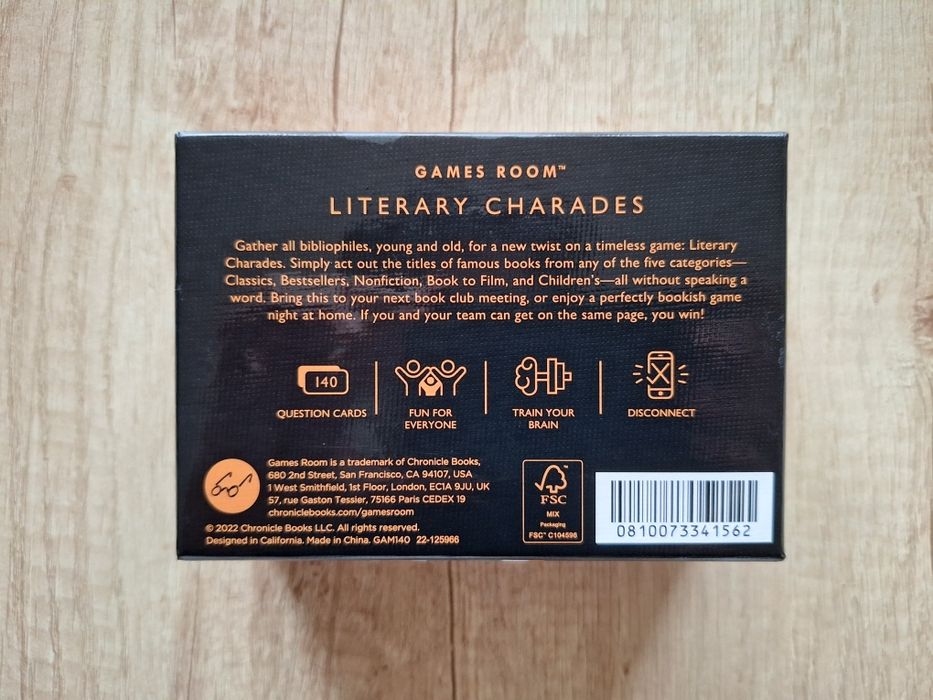 GAMES ROOM™
LITERARY CHARADES
Gather all bibliophiles, young and old, for a new twist on a timeless game: Literary
Charades. Simply act out the titles of famous books from any of the five categories—
Classics, Bestsellers, Nonfiction, Book to Film, and Children's—all without speaking a
word. Bring this to your next book club meeting, or enjoy a perfectly bookish game
night at home. If you and your team can get on the same page, you win!
140
QUESTION CARDS
FUN FOR
EVERYONE
TRAIN YOUR
BRAIN
DISCONNECT
Games Room is a trademark of Chronicle Books,
680 2nd Street, San Francisco, CA 94107, USA
1 West Smithfield, 1st Floor, London, EC1A 9JU, UK
57, rue Gaston Tessier, 75166 Paris CEDEX 19
chroniclebooks.com/gamesroom
© 2022 Chronicle Books LLC. All rights reserved.
Designed in California. Made in China. GAM140 22-125966
FSC
MIX
Packaging
FSC™ C104596
0810073341562